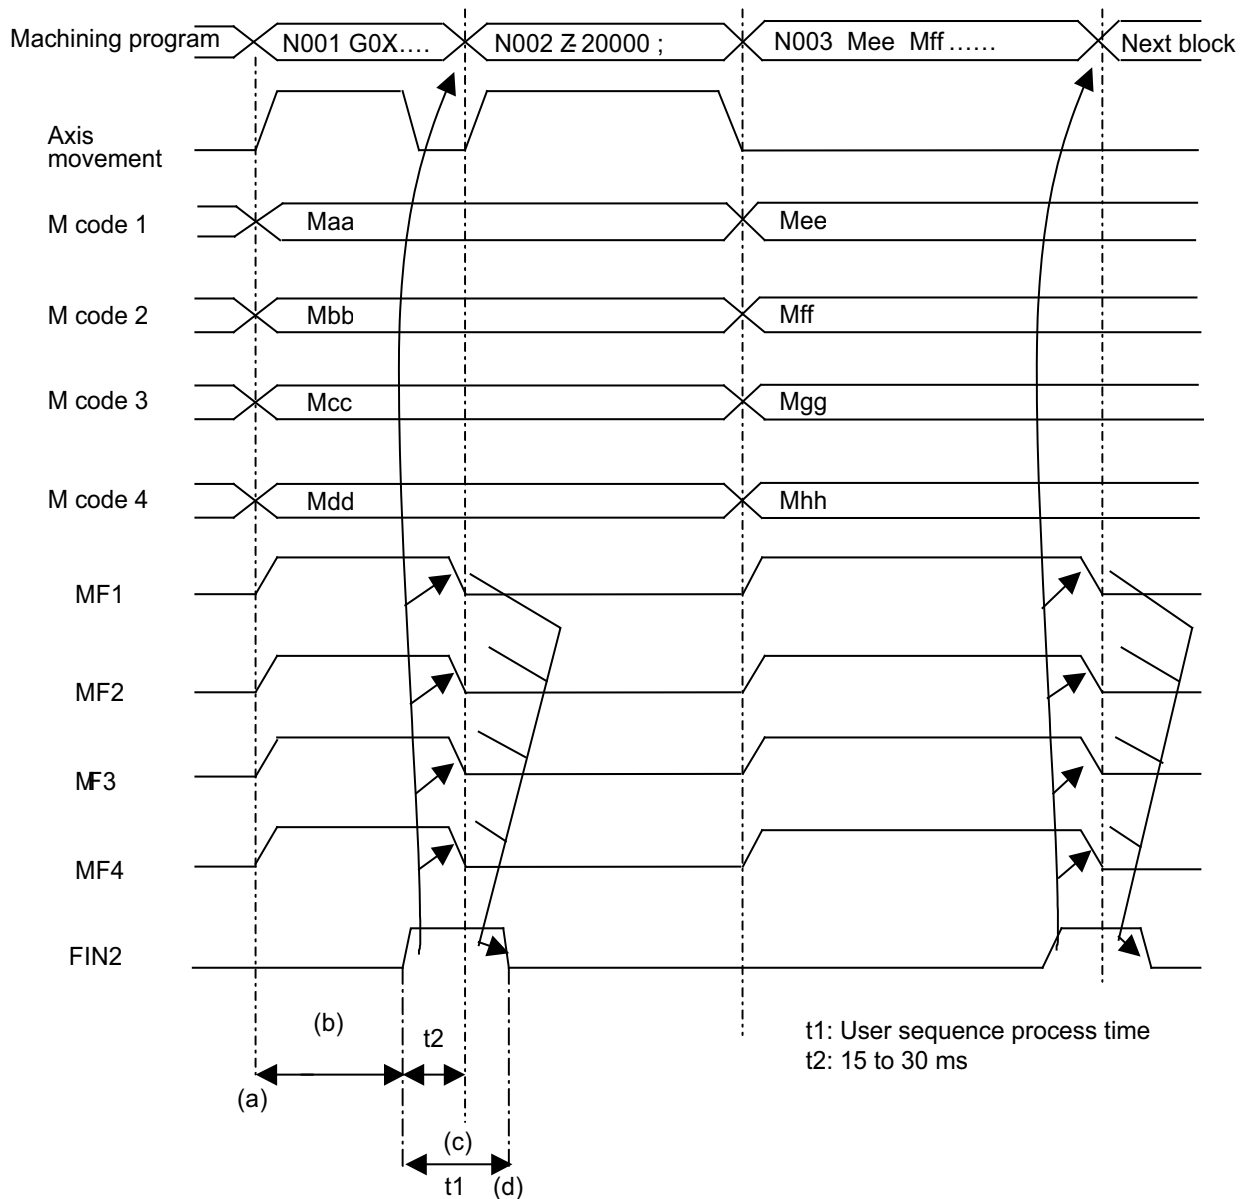 Machining program
N001 G0X....
N002 Z-20000 ;
N003 Mee Mff ......
Next block
Axis
movement
M code 1
Maa
Mee
M code 2
Mbb
Mff
M code 3
Mcc
Mgg
M code 4
Mdd
Mhh
MF1
MF2
MF3
MF4
FIN2
(b)
t2
t1: User sequence process time
t2: 15 to 30 ms
(a)
(c)
t1
(d)